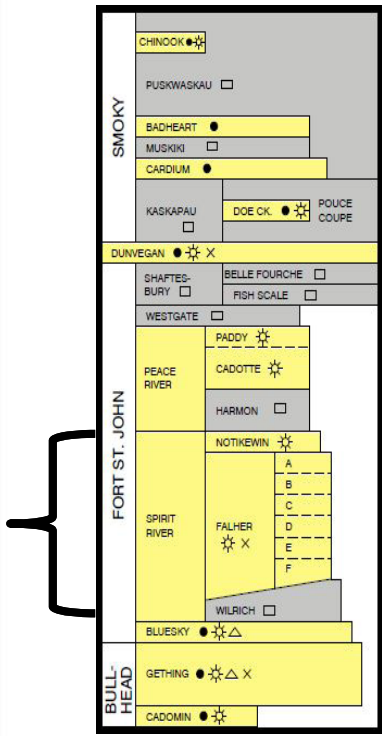 SMOKY
CHINOOK
PUSKWASKAU
BADHEART
MUSKIKI
CARDIUM
KASKAPAU
DOE CK.
POUCE
COUPE
DUNVEGAN
FORT ST. JOHN
SHAFTES-
BURY
BELLE FOURCHE
FISH SCALE
WESTGATE
PEACE
RIVER
PADDY
CADOTTE
HARMON
SPIRIT
RIVER
NOTIKEWIN
FALHER
A
B
C
D
E
F
WILRICH
BLUESKY
BULL-
HEAD
GETHING
CADOMIN